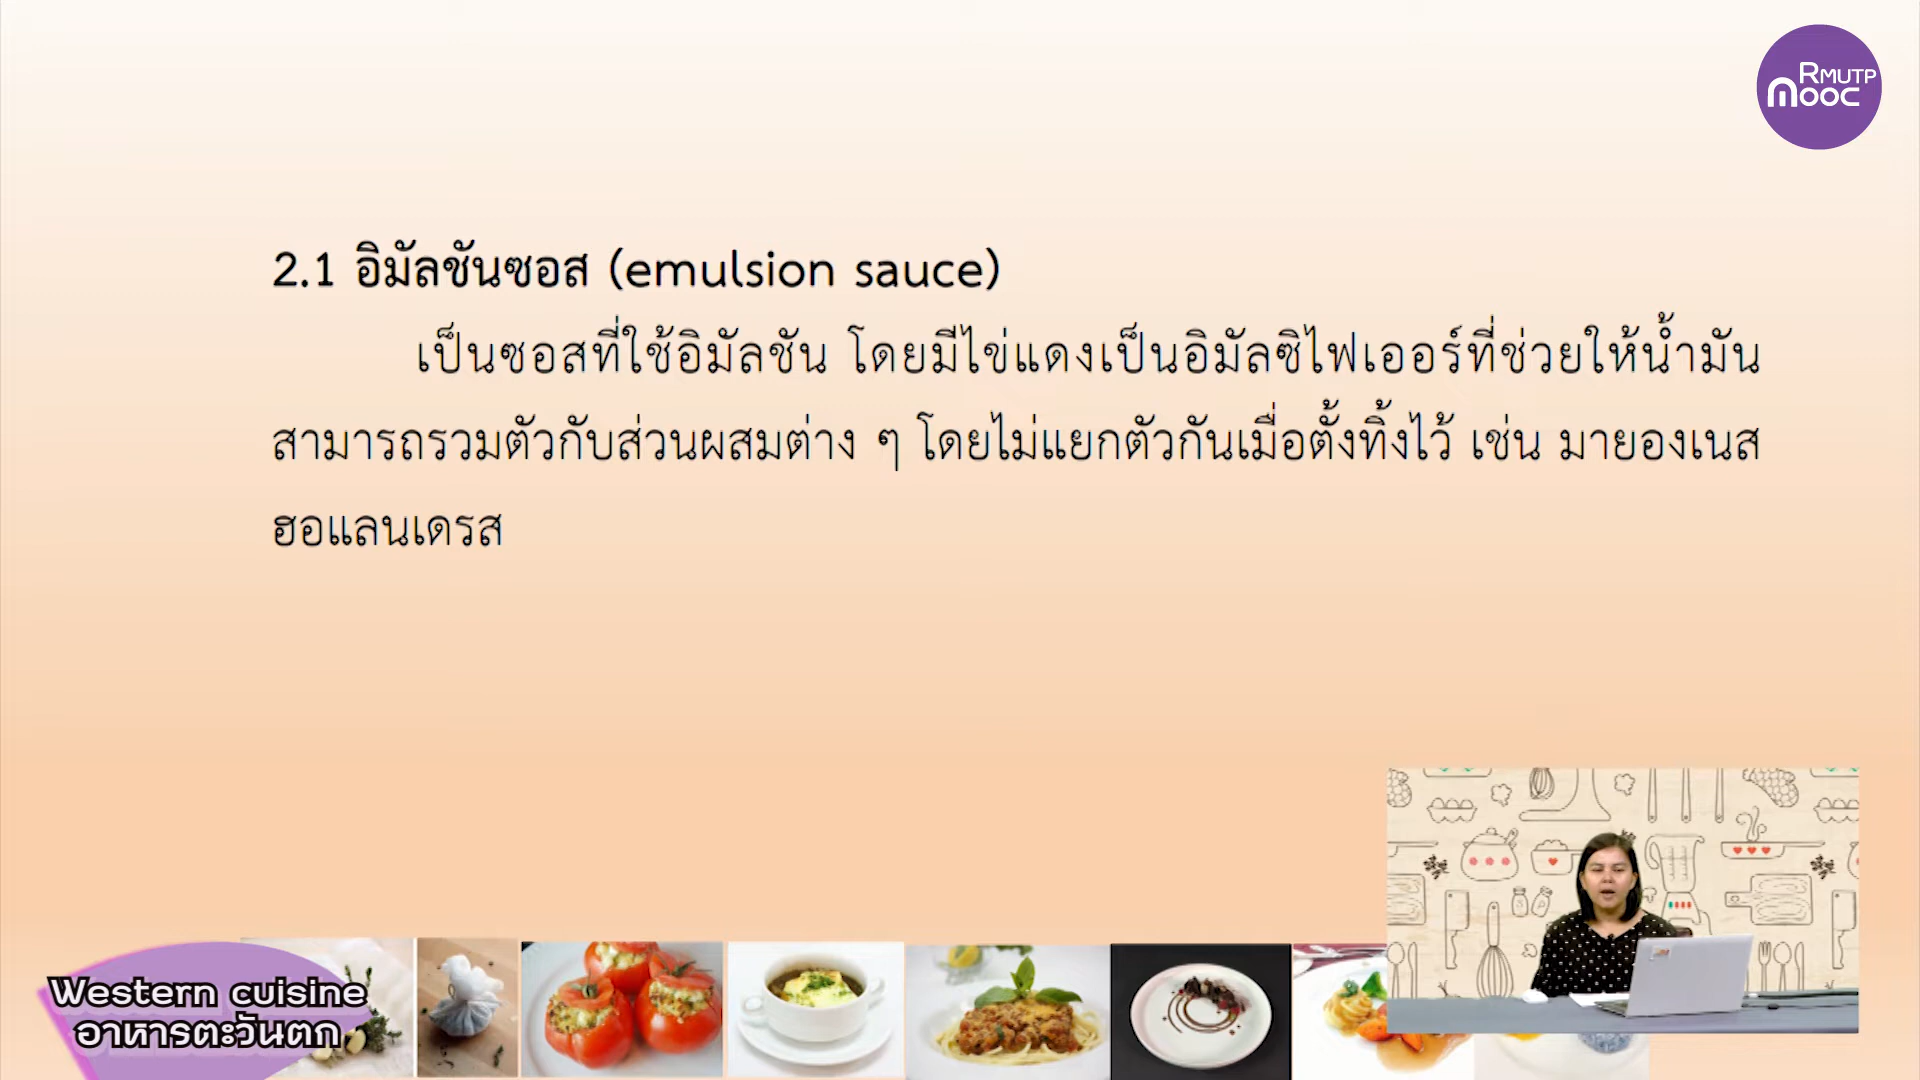 RMUTP
mooc
2.1 อิมัลชันซอส (emulsion sauce)
เป็นซอสที่ใช้อิมัลชัน โดยมีไข่แดงเป็นอิมัลซิไฟเออร์ที่ช่วยให้น้ำมัน
สามารถรวมตัวกับส่วนผสมต่าง ๆ โดยไม่แยกตัวกันเมื่อตั้งทิ้งไว้ เช่น มายองเนส
ฮอแลนเดรส
Western cuisine
อาหารตะวันตก